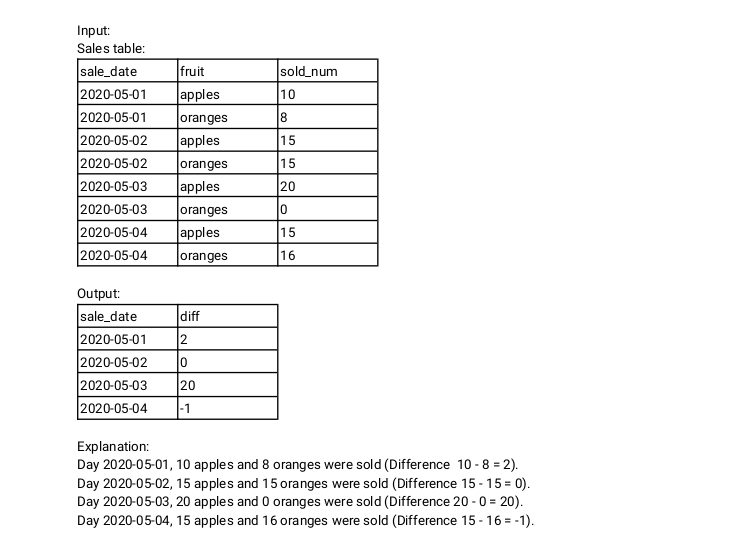 Input:
Sales table:
sale_date fruit sold_num
2020-05-01 apples 10
2020-05-01 oranges 8
2020-05-02 apples 15
2020-05-02 oranges 15
2020-05-03 apples 20
2020-05-03 oranges 0
2020-05-04 apples 15
2020-05-04 oranges 16
Output:
sale_date diff
2020-05-01 2
2020-05-02 0
2020-05-03 20
2020-05-04 -1
Explanation:
Day 2020-05-01, 10 apples and 8 oranges were sold (Difference  10 - 8 = 2).
Day 2020-05-02, 15 apples and 15 oranges were sold (Difference 15 - 15 = 0).
Day 2020-05-03, 20 apples and 0 oranges were sold (Difference 20 - 0 = 20).
Day 2020-05-04, 15 apples and 16 oranges were sold (Difference 15 - 16 = -1).